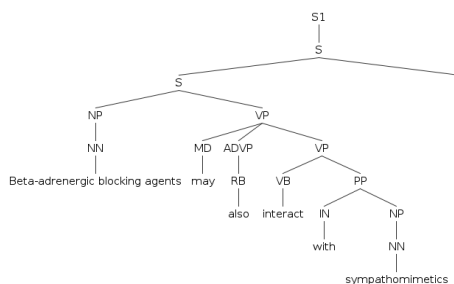 S1
S
S
NP VP
NN MD ADVP VP
Beta-adrenergic blocking agents may RB VB PP
also interact IN NP
with NN
sympathomimetics